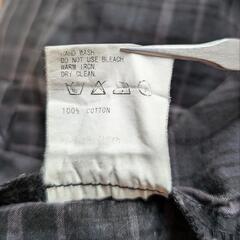 HAND WASH
DO NOT USE BLEACH
WARM IRON
DRY CLEAN
100% COTTON